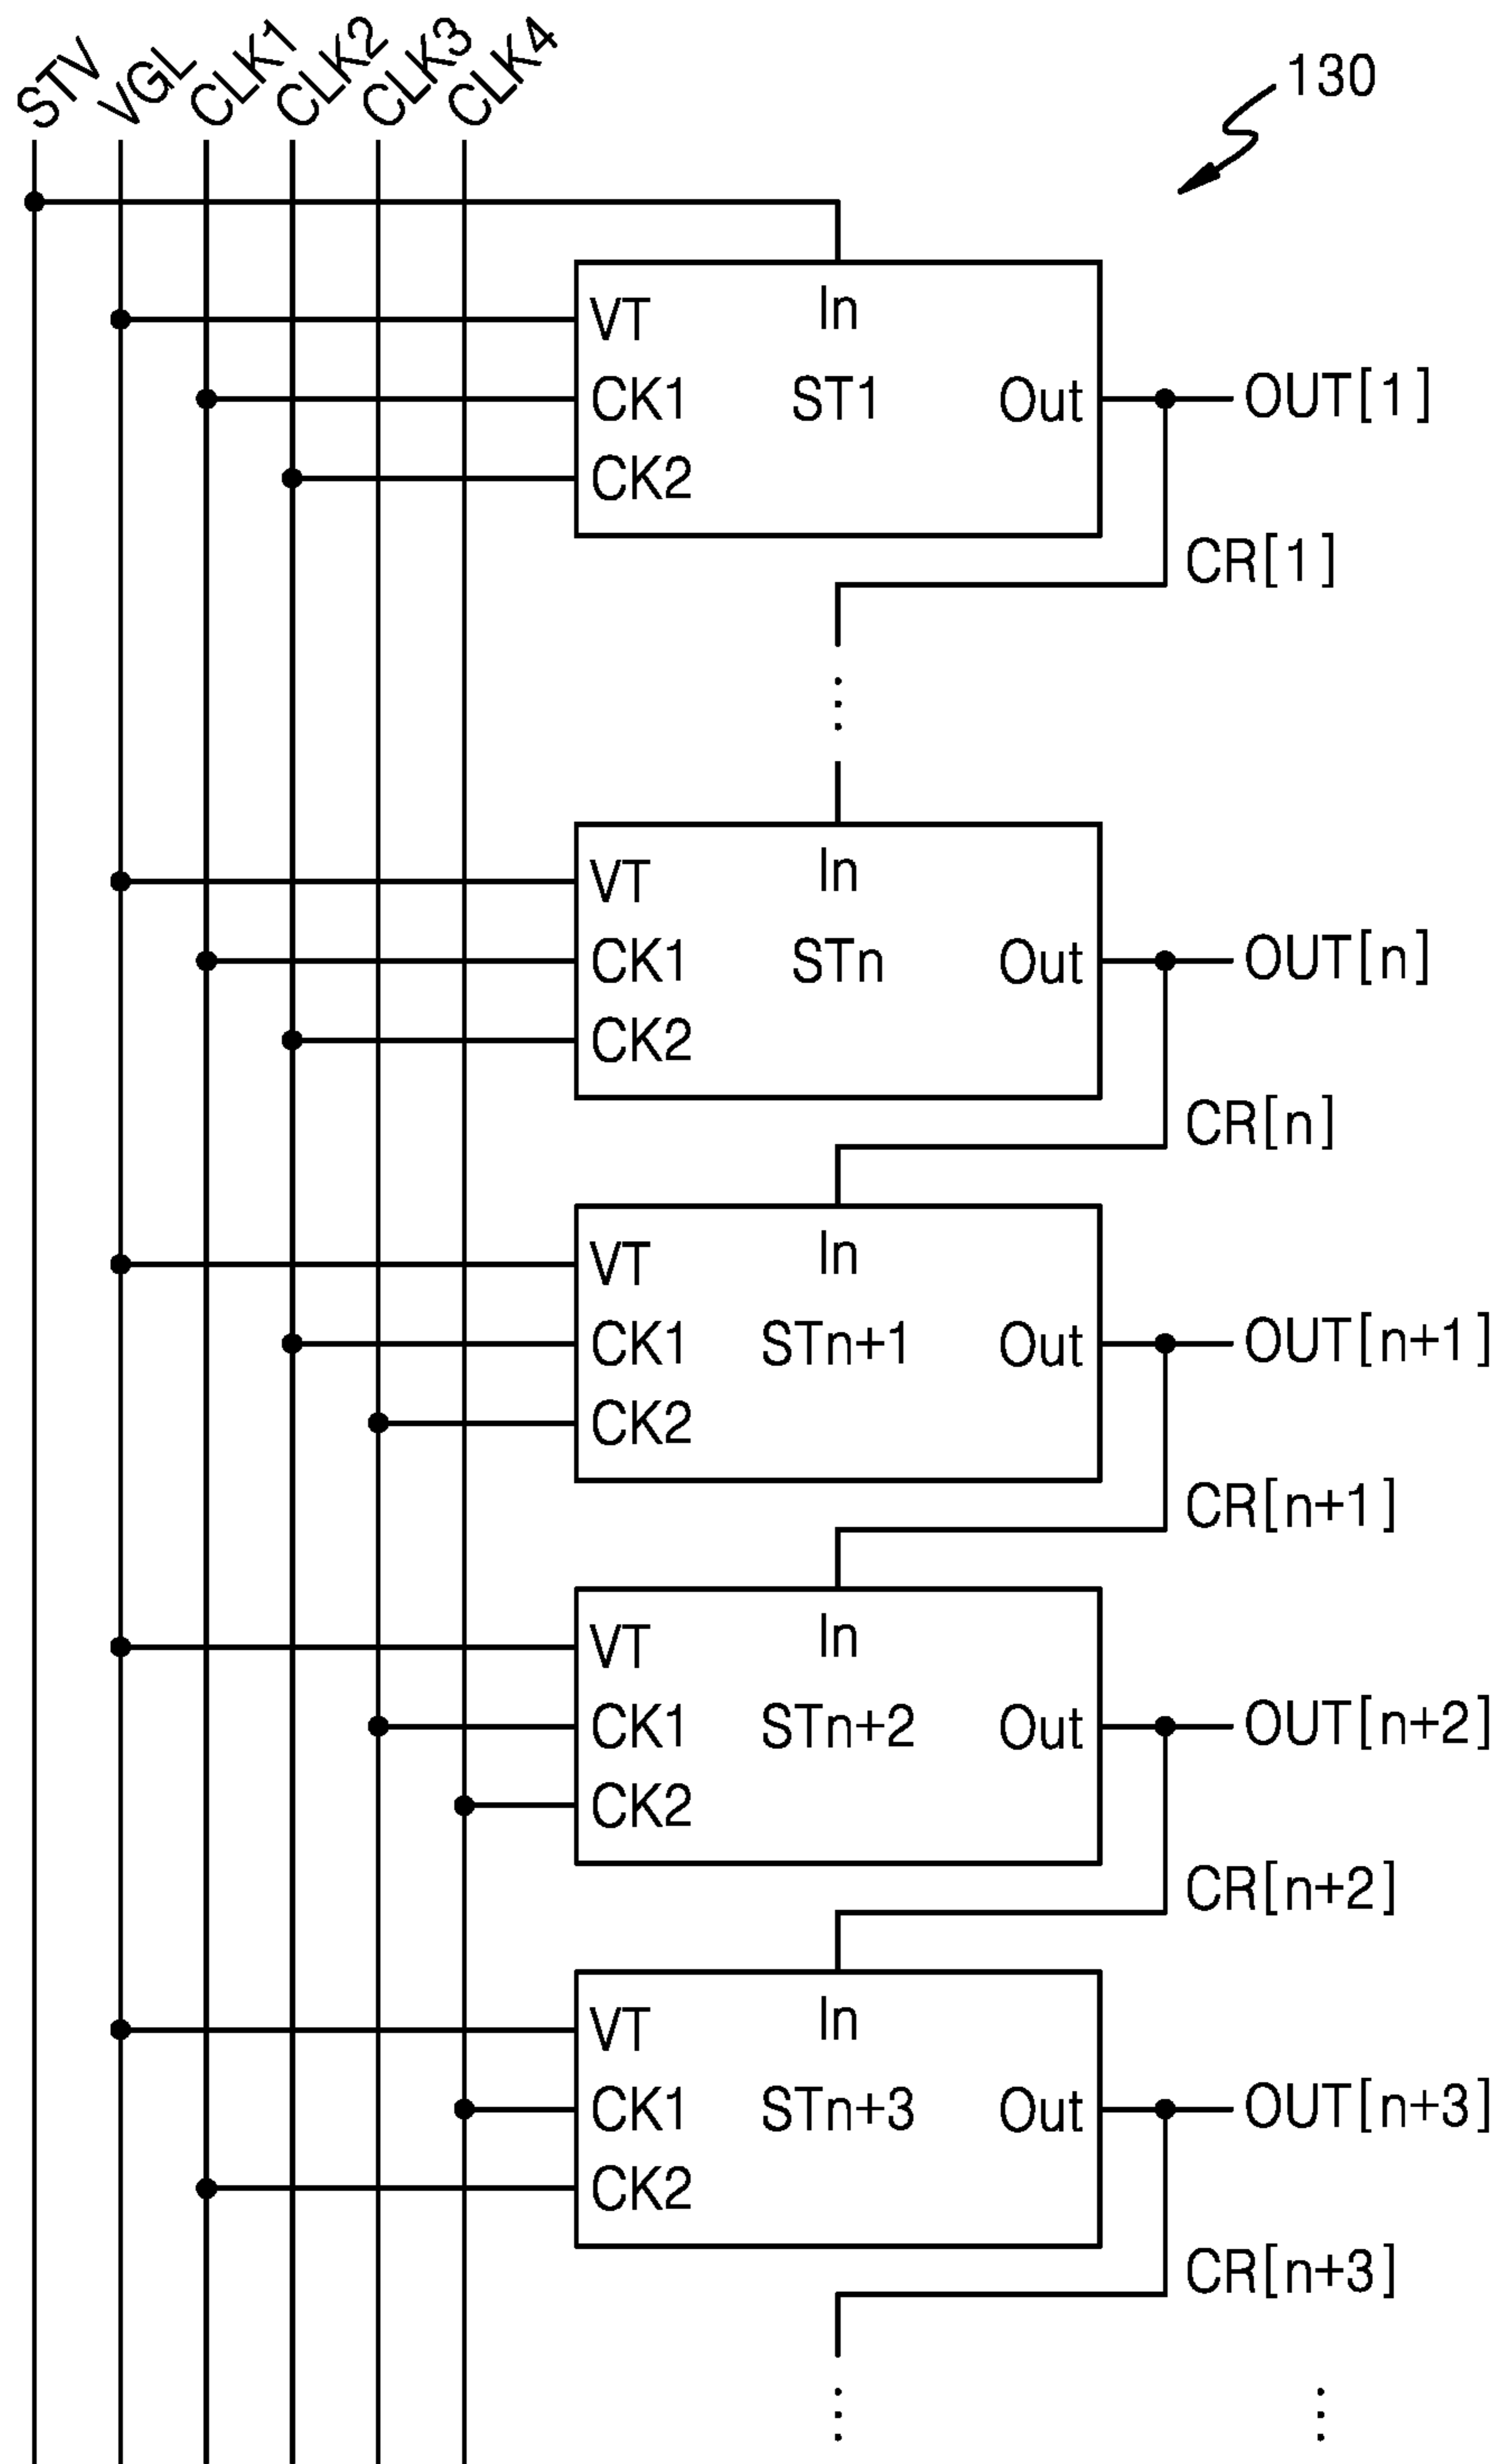 STV VGL CLK1 CLK2 CLK3 CLK4
130
In
VT
CK1 ST1 Out OUT[1]
CK2
CR[1]
In
VT
CK1 STn Out OUT[n]
CK2
CR[n]
In
VT
CK1 STn+1 Out OUT[n+1]
CK2
CR[n+1]
In
VT
CK1 STn+2 Out OUT[n+2]
CK2
CR[n+2]
In
VT
CK1 STn+3 Out OUT[n+3]
CK2
CR[n+3]